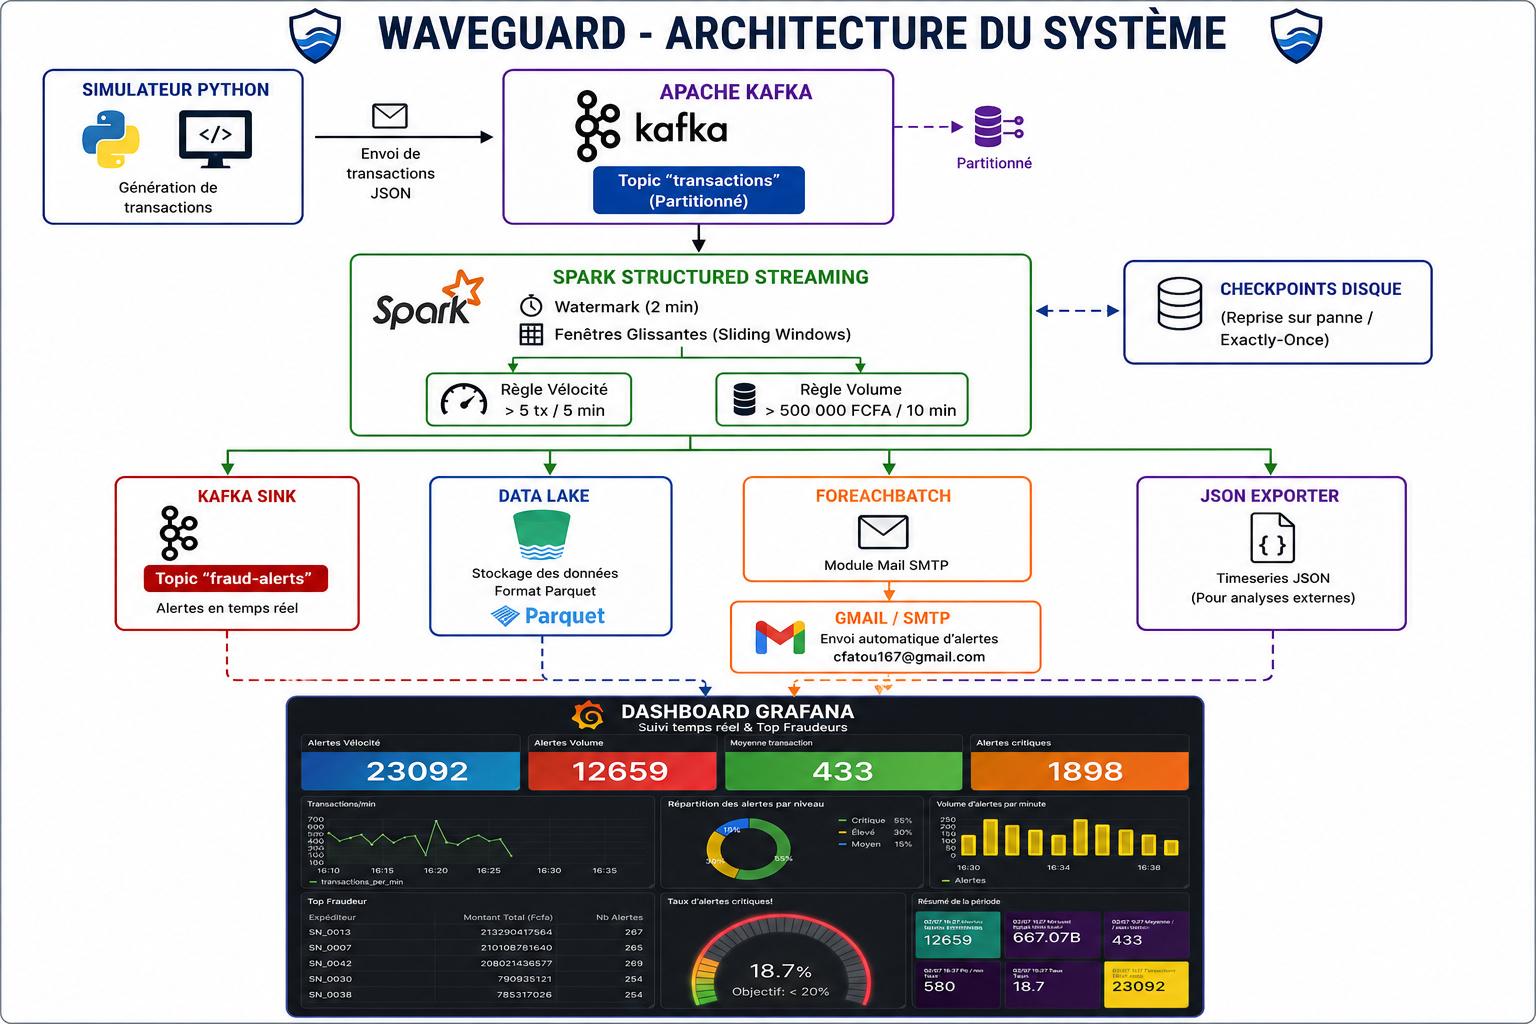 WAVEGUARD - ARCHITECTURE DU SYSTÈME
SIMULATEUR PYTHON
</>
Génération de
transactions
Envoi de
transactions
JSON
APACHE KAFKA
kafka
Topic “transactions”
(Partitionné)
Partitionné
SPARK STRUCTURED STREAMING
Spark
Watermark (2 min)
Fenêtres Glissantes (Sliding Windows)
Règle Vélocité
> 5 tx / 5 min
Règle Volume
> 500 000 FCFA / 10 min
CHECKPOINTS DISQUE
(Reprise sur panne /
Exactly-Once)
KAFKA SINK
Topic “fraud-alerts”
Alertes en temps réel
DATA LAKE
Stockage des données
Format Parquet
Parquet
FOREACHBATCH
Module Mail SMTP
GMAIL / SMTP
Envoi automatique d'alertes
cfatou167@gmail.com
JSON EXPORTER
{ }
Timeseries JSON
(Pour analyses externes)
DASHBOARD GRAFANA
Suivi temps réel & Top Fraudeurs
Alertes Vélocité
23092
Alertes Volume
12659
Moyenne transaction
433
Alertes critiques
1898
Transactions/min
700
600
400
100
16:10 16:15 16:20 16:25 16:30 16:35
transactions_per_min
Répartition des alertes par niveau
15%
30%
55%
Critique 55%
Élevé 30%
Moyen 15%
Volume d'alertes par minute
250
200
150
100
50
0
16:30 16:34 16:38
Alertes
Top Fraudeur
Expéditeur Montant Total (Fcfa) Nb Alertes
SN_0013 213290417564 267
SN_0007 210108781640 265
SN_0042 208021436577 269
SN_0030 790935121 254
SN_0038 785317026 254
Taux d'alertes critiques!
18.7%
Objectif: < 20%
Résumé de la période
12659
667.07B
433
580
18.7
23092